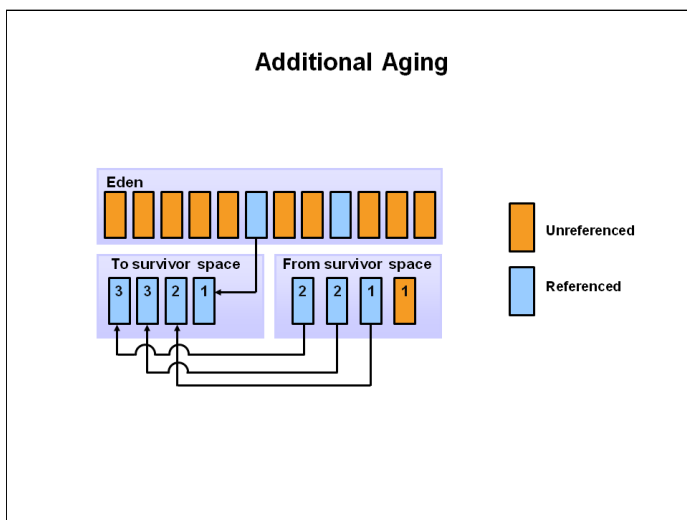 Additional Aging
Eden
To survivor space
From survivor space
3 3 2 1
2 2 1 1
Unreferenced
Referenced